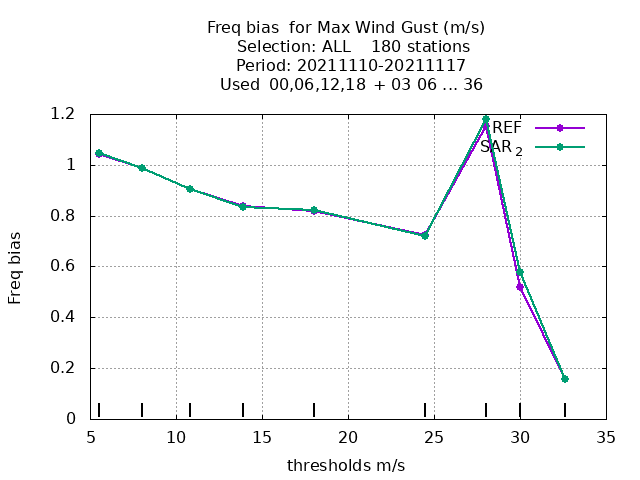 Freq bias  for Max Wind Gust (m/s)
Selection: ALL    180 stations
Period: 20211110-20211117
Used  00,06,12,18  + 03 06 ... 36
REF
SAR 2
1.2
1
0.8
0.6
0.4
0.2
0
Freq bias
5 10 15 20 25 30 35
thresholds m/s